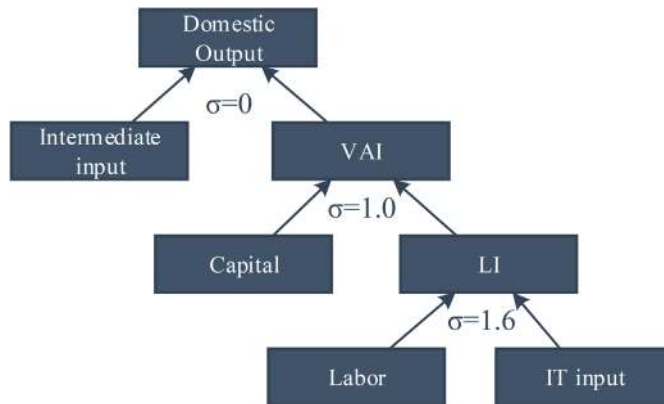 Domestic
Output
σ=0
Intermediate
input
VAI
σ=1.0
Capital
LI
σ=1.6
Labor
IT input